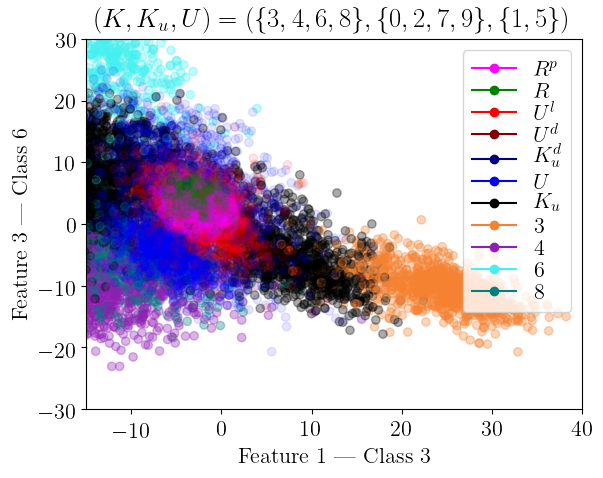 (K, K_u, U) = ({3, 4, 6, 8}, {0, 2, 7, 9}, {1, 5})
30
20
10
0
−10
−20
−30
Feature 3 — Class 6
R^p
R
U^l
U^d
K_u^d
U
K_u
3
4
6
8
−10
0
10
20
30
40
Feature 1 — Class 3